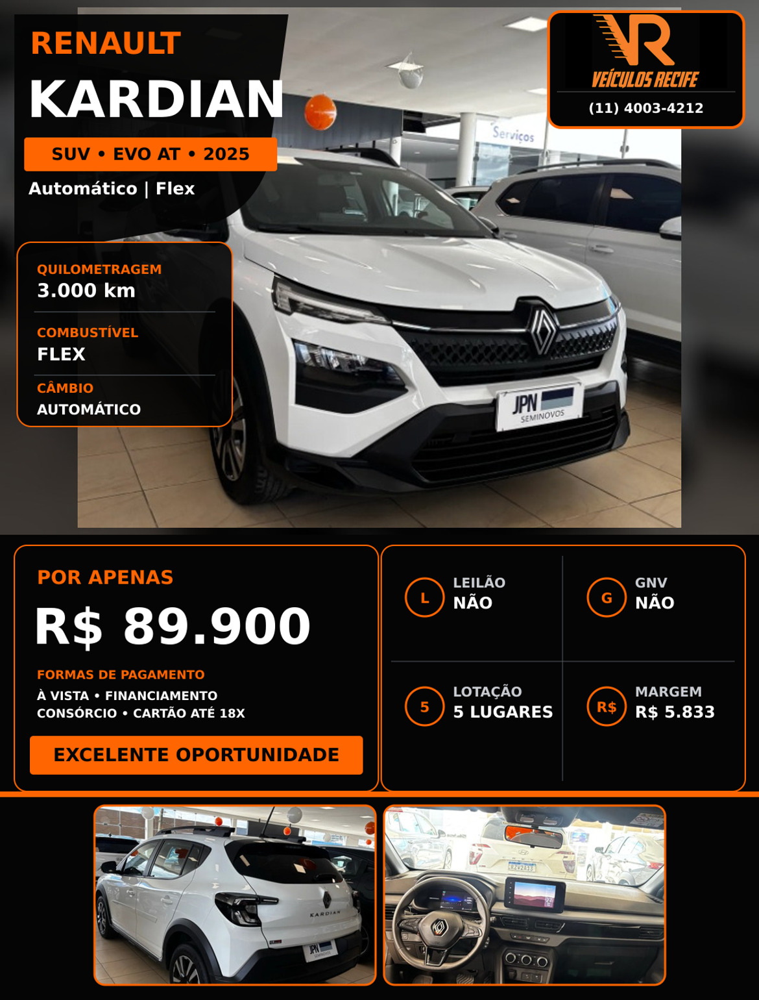 RENAULT
KARDIAN
SUV • EVO AT • 2025
Automático | Flex
VR
VEÍCULOS RECIFE
(11) 4003-4212
Serviços
QUILOMETRAGEM
3.000 km
COMBUSTÍVEL
FLEX
CÂMBIO
AUTOMÁTICO
JPN
SEMINOVOS
POR APENAS
R$ 89.900
FORMAS DE PAGAMENTO
À VISTA • FINANCIAMENTO
CONSÓRCIO • CARTÃO ATÉ 18X
EXCELENTE OPORTUNIDADE
L
LEILÃO
NÃO
G
GNV
NÃO
5
LOTAÇÃO
5 LUGARES
R$
MARGEM
R$ 5.833
KARDIAN
JPN
SEMINOVOS